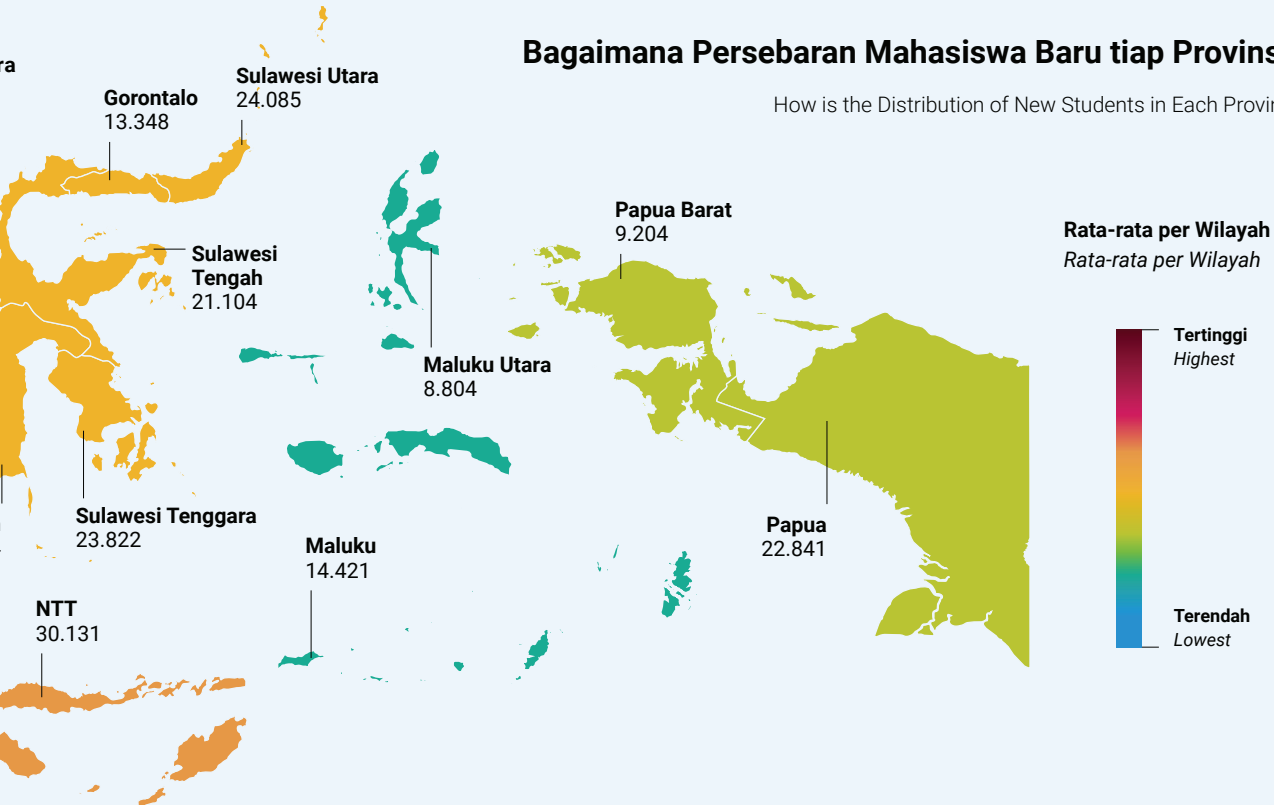 Bagaimana Persebaran Mahasiswa Baru tiap Provins
How is the Distribution of New Students in Each Provin
ra
Sulawesi Utara
24.085
Gorontalo
13.348
Sulawesi
Tengah
21.104
Papua Barat
9.204
Rata-rata per Wilayah
Rata-rata per Wilayah
Tertinggi
Highest
Maluku Utara
8.804
Sulawesi Tenggara
23.822
Papua
22.841
Maluku
14.421
NTT
30.131
Terendah
Lowest